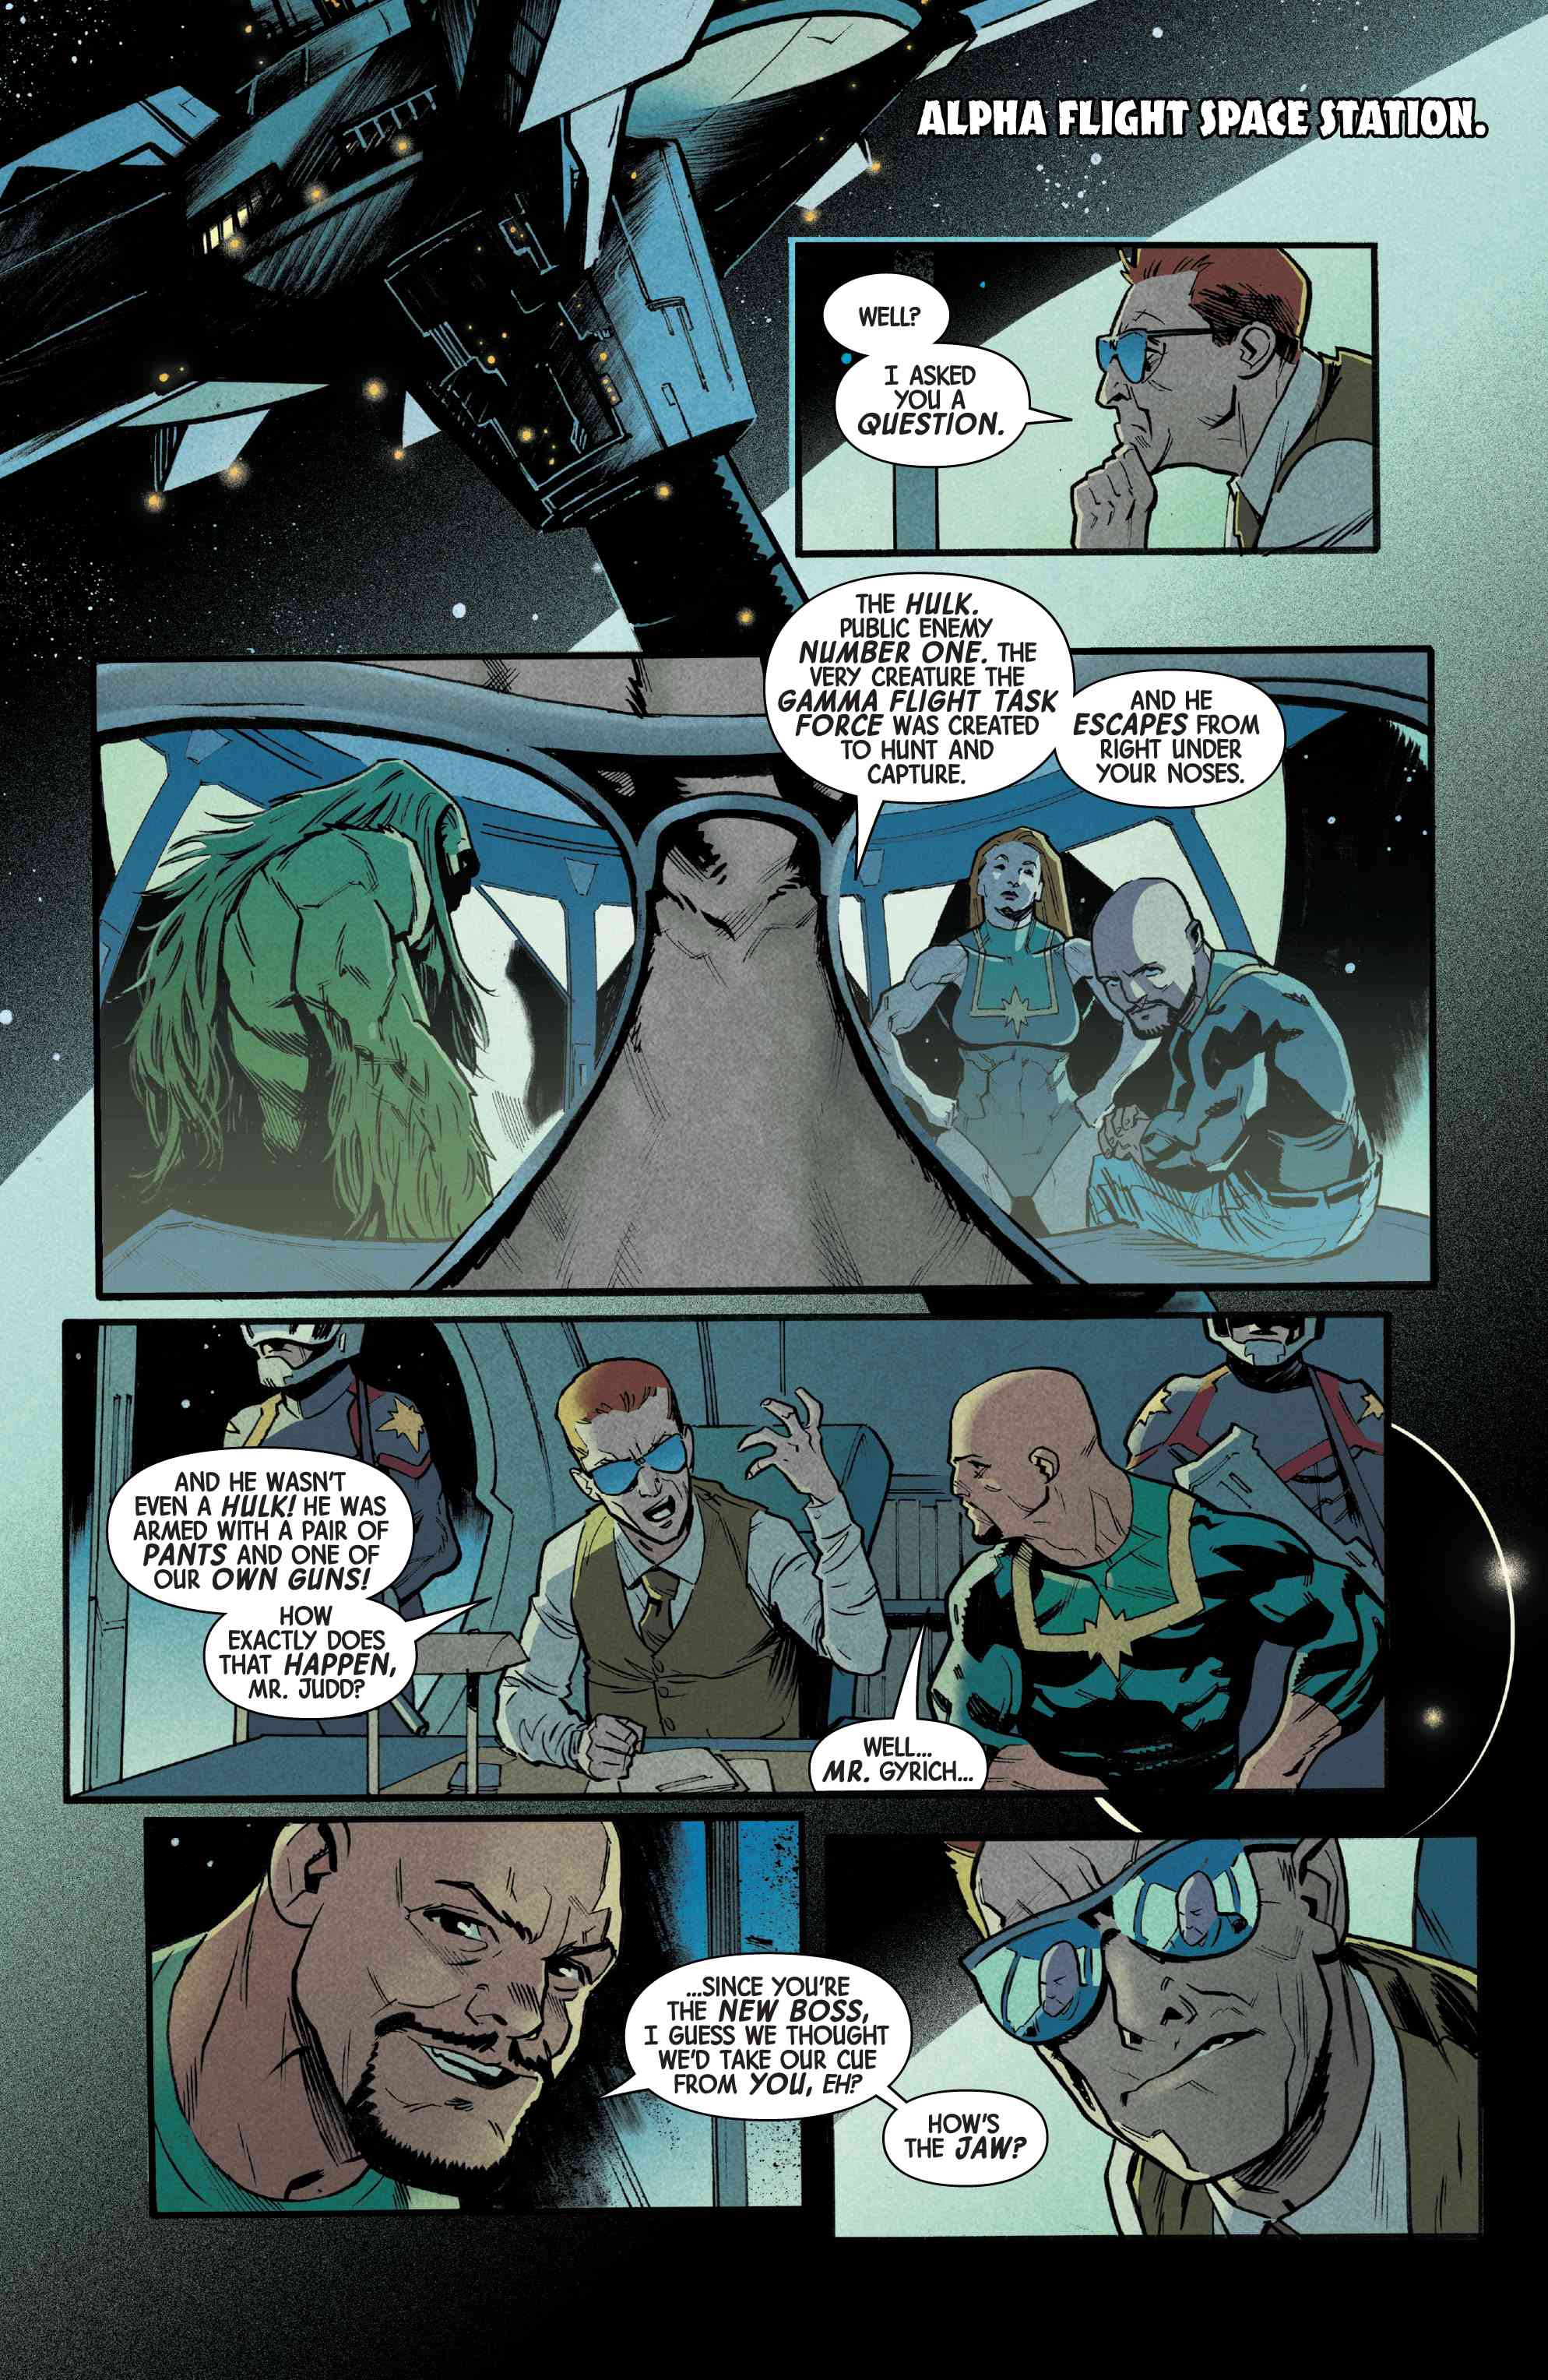 ALPHA FLIGHT SPACE STATION.
WELL?
I ASKED
YOU A
QUESTION.
THE HULK.
PUBLIC ENEMY
NUMBER ONE. THE
VERY CREATURE THE
GAMMA FLIGHT TASK
FORCE WAS CREATED
TO HUNT AND
CAPTURE.
AND HE
ESCAPES FROM
RIGHT UNDER
YOUR NOSES.
AND HE WASN'T
EVEN A HULK! HE WAS
ARMED WITH A PAIR OF
PANTS AND ONE OF
OUR OWN GUNS!
HOW
EXACTLY DOES
THAT HAPPEN,
MR. JUDD?
WELL...
MR. GYRICH...
...SINCE YOU'RE
THE NEW BOSS,
I GUESS WE THOUGHT
WE'D TAKE OUR CUE
FROM YOU, EH?
HOW'S
THE JAW?